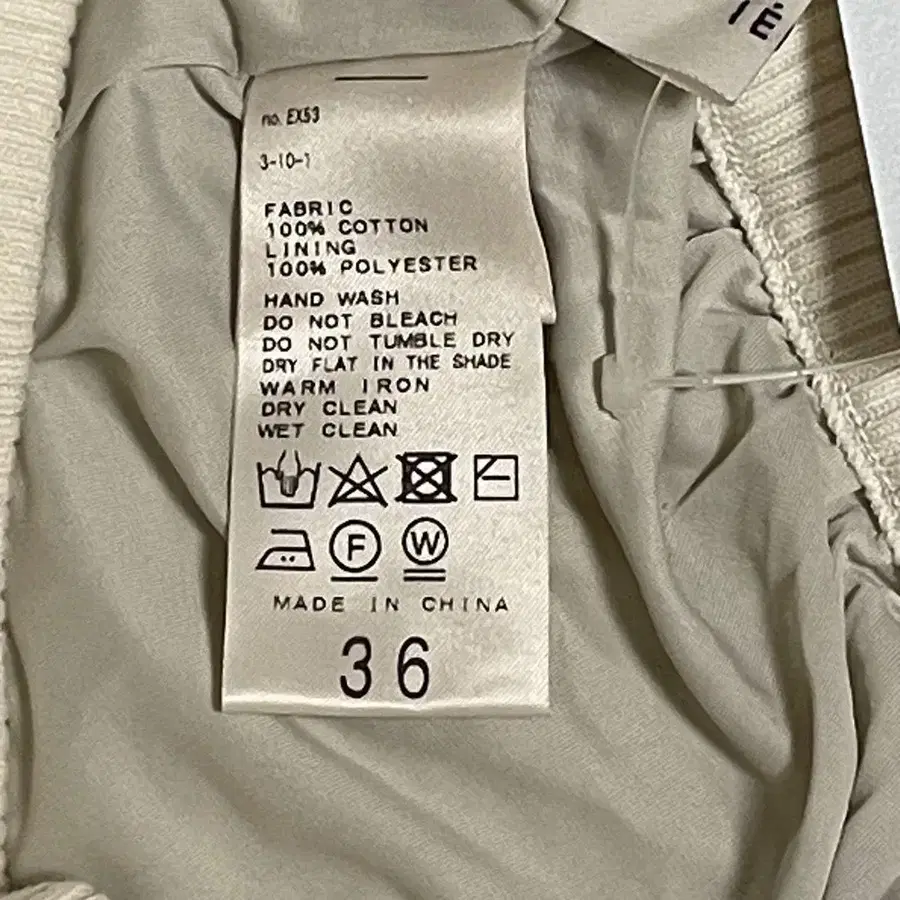 IÉ
no. EX53
3-10-1
FABRIC
100% COTTON
LINING
100% POLYESTER
HAND WASH
DO NOT BLEACH
DO NOT TUMBLE DRY
DRY FLAT IN THE SHADE
WARM IRON
DRY CLEAN
WET CLEAN
F W
MADE IN CHINA
36